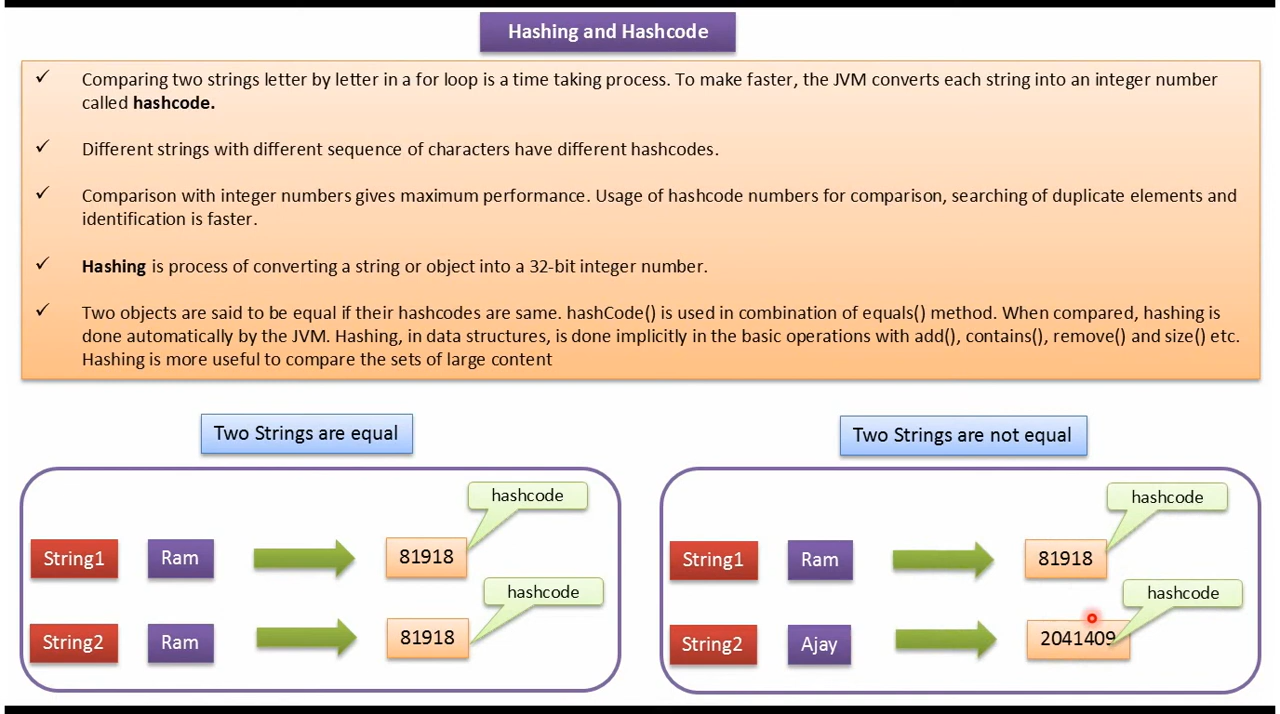 Hashing and Hashcode
✓ Comparing two strings letter by letter in a for loop is a time taking process. To make faster, the JVM converts each string into an integer number
called hashcode.
✓ Different strings with different sequence of characters have different hashcodes.
✓ Comparison with integer numbers gives maximum performance. Usage of hashcode numbers for comparison, searching of duplicate elements and
identification is faster.
✓ Hashing is process of converting a string or object into a 32-bit integer number.
✓ Two objects are said to be equal if their hashcodes are same. hashCode() is used in combination of equals() method. When compared, hashing is
done automatically by the JVM. Hashing, in data structures, is done implicitly in the basic operations with add(), contains(), remove() and size() etc.
Hashing is more useful to compare the sets of large content
Two Strings are equal
hashcode
String1 Ram 81918
hashcode
String2 Ram 81918
Two Strings are not equal
hashcode
String1 Ram 81918
hashcode
String2 Ajay 2041409